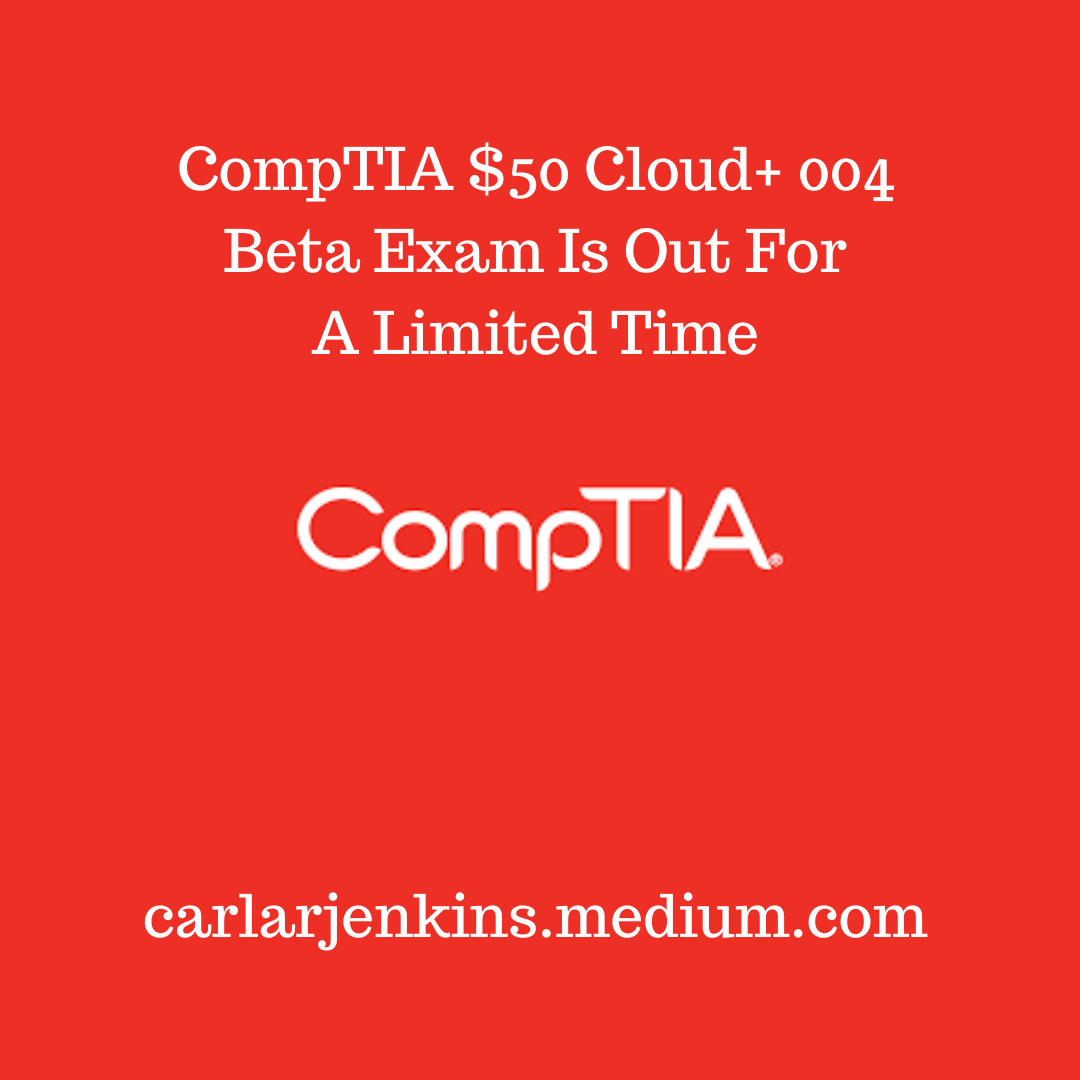 CompTIA $50 Cloud+ 004
Beta Exam Is Out For
A Limited Time
CompTIA®
carlarjenkins.medium.com